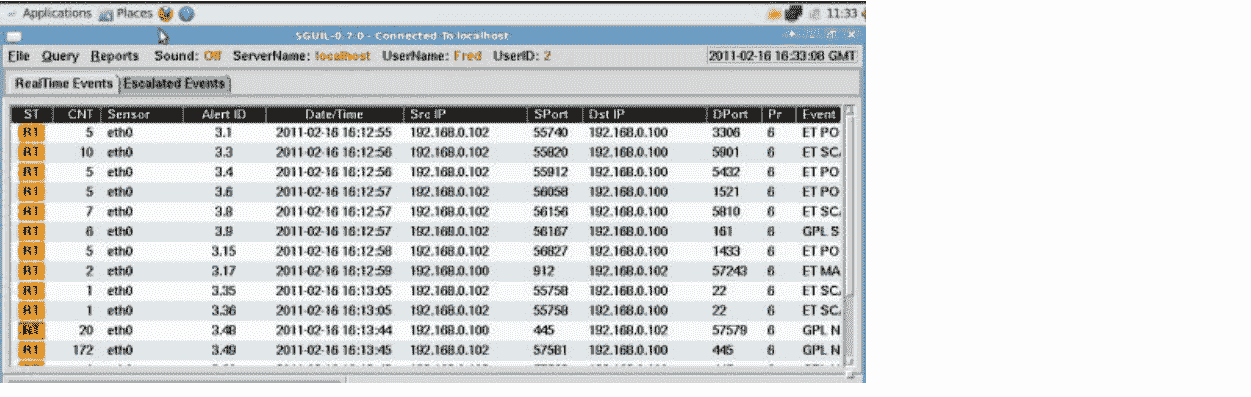 Applications Places 11:33
SGUIL-0.7.0 - Connected To localhost
File Query Reports Sound: Off ServerName: localhost UserName: Fred UserID: 2 2011-02-16 16:33:08 GMT
RealTime Events Escalated Events
ST CNT Sensor Alert ID Date/Time Src IP SPort Dst IP DPort Pr Event
R1 5 eth0 3.1 2011-02-16 16:12:55 192.168.0.102 55740 192.168.0.100 3306 6 ET PO
R1 10 eth0 3.3 2011-02-16 16:12:56 192.168.0.102 55820 192.168.0.100 5901 6 ET SC
R1 5 eth0 3.4 2011-02-16 16:12:56 192.168.0.102 55912 192.168.0.100 5432 6 ET PO
R1 5 eth0 3.6 2011-02-16 16:12:57 192.168.0.102 56058 192.168.0.100 1521 6 ET PO
R1 7 eth0 3.8 2011-02-16 16:12:57 192.168.0.102 56156 192.168.0.100 5810 6 ET SC
R1 6 eth0 3.9 2011-02-16 16:12:57 192.168.0.102 56167 192.168.0.100 161 6 GPL S
R1 5 eth0 3.15 2011-02-16 16:12:58 192.168.0.102 56827 192.168.0.100 1433 6 ET PO
R1 2 eth0 3.17 2011-02-16 16:12:59 192.168.0.100 912 192.168.0.102 57243 6 ET MA
R1 1 eth0 3.35 2011-02-16 16:13:05 192.168.0.102 55758 192.168.0.100 22 6 ET SC
R1 1 eth0 3.36 2011-02-16 16:13:05 192.168.0.102 55758 192.168.0.100 22 6 ET SC
R1 20 eth0 3.48 2011-02-16 16:13:44 192.168.0.100 445 192.168.0.102 57579 6 GPL N
R1 172 eth0 3.49 2011-02-16 16:13:45 192.168.0.102 57581 192.168.0.100 445 6 GPL N